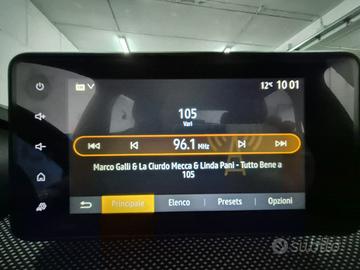 12°C 10:01
105
Vari
96.1 MHz
Marco Galli & La Ciurdo Mecca & Linda Pani - Tutto Bene a
105
Principale Elenco Presets Opzioni
subito